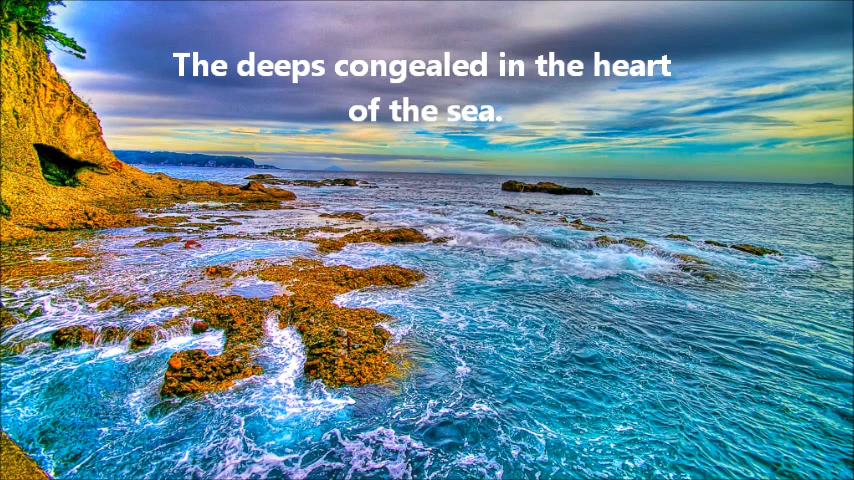 The deeps congealed in the heart
of the sea.